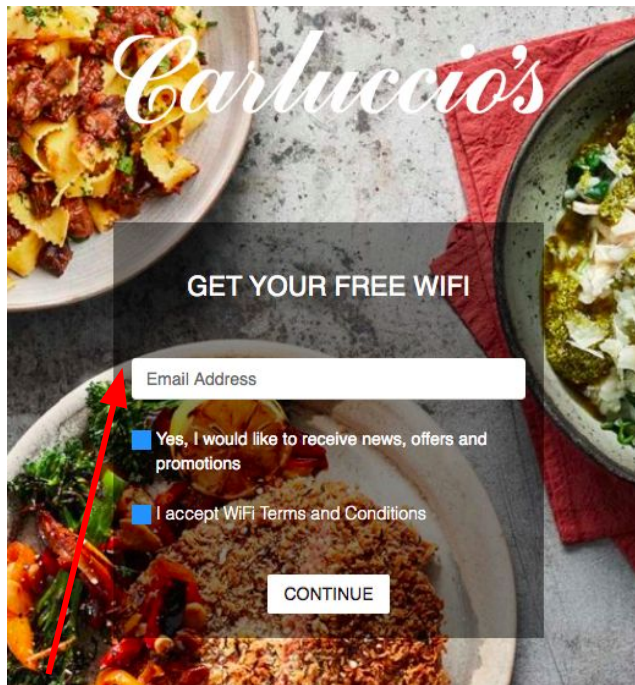 Carluccio's
GET YOUR FREE WIFI
Email Address
Yes, I would like to receive news, offers and
promotions
I accept WiFi Terms and Conditions
CONTINUE